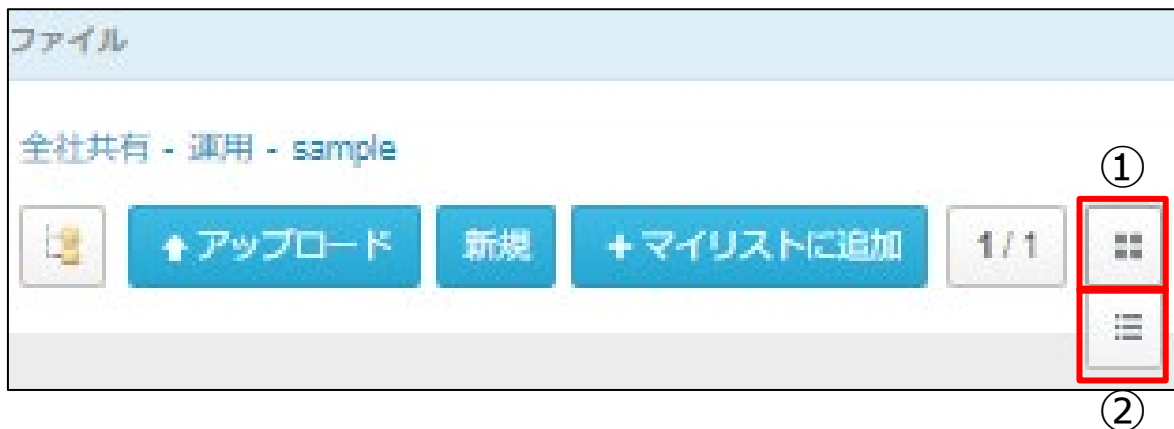 ファイル
全社共有 - 運用 - sample
①
アップロード 新規 +マイリストに追加 1 / 1
②